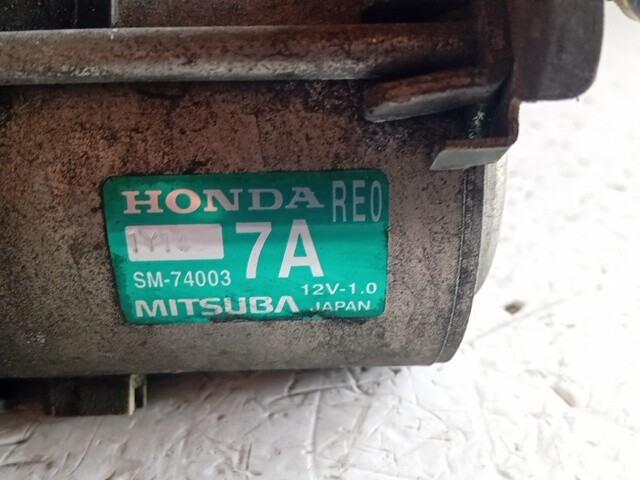 HONDA REO
7A
SM-74003
12V-1.0
MITSUBA JAPAN